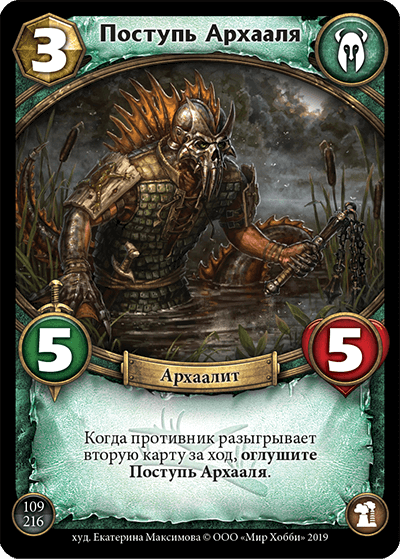 3
Поступь Архааля
5
5
Архаалит
Когда противник разыгрывает
вторую карту за ход, оглушите
Поступь Архааля.
109
216
худ. Екатерина Максимова © ООО «Мир Хобби» 2019